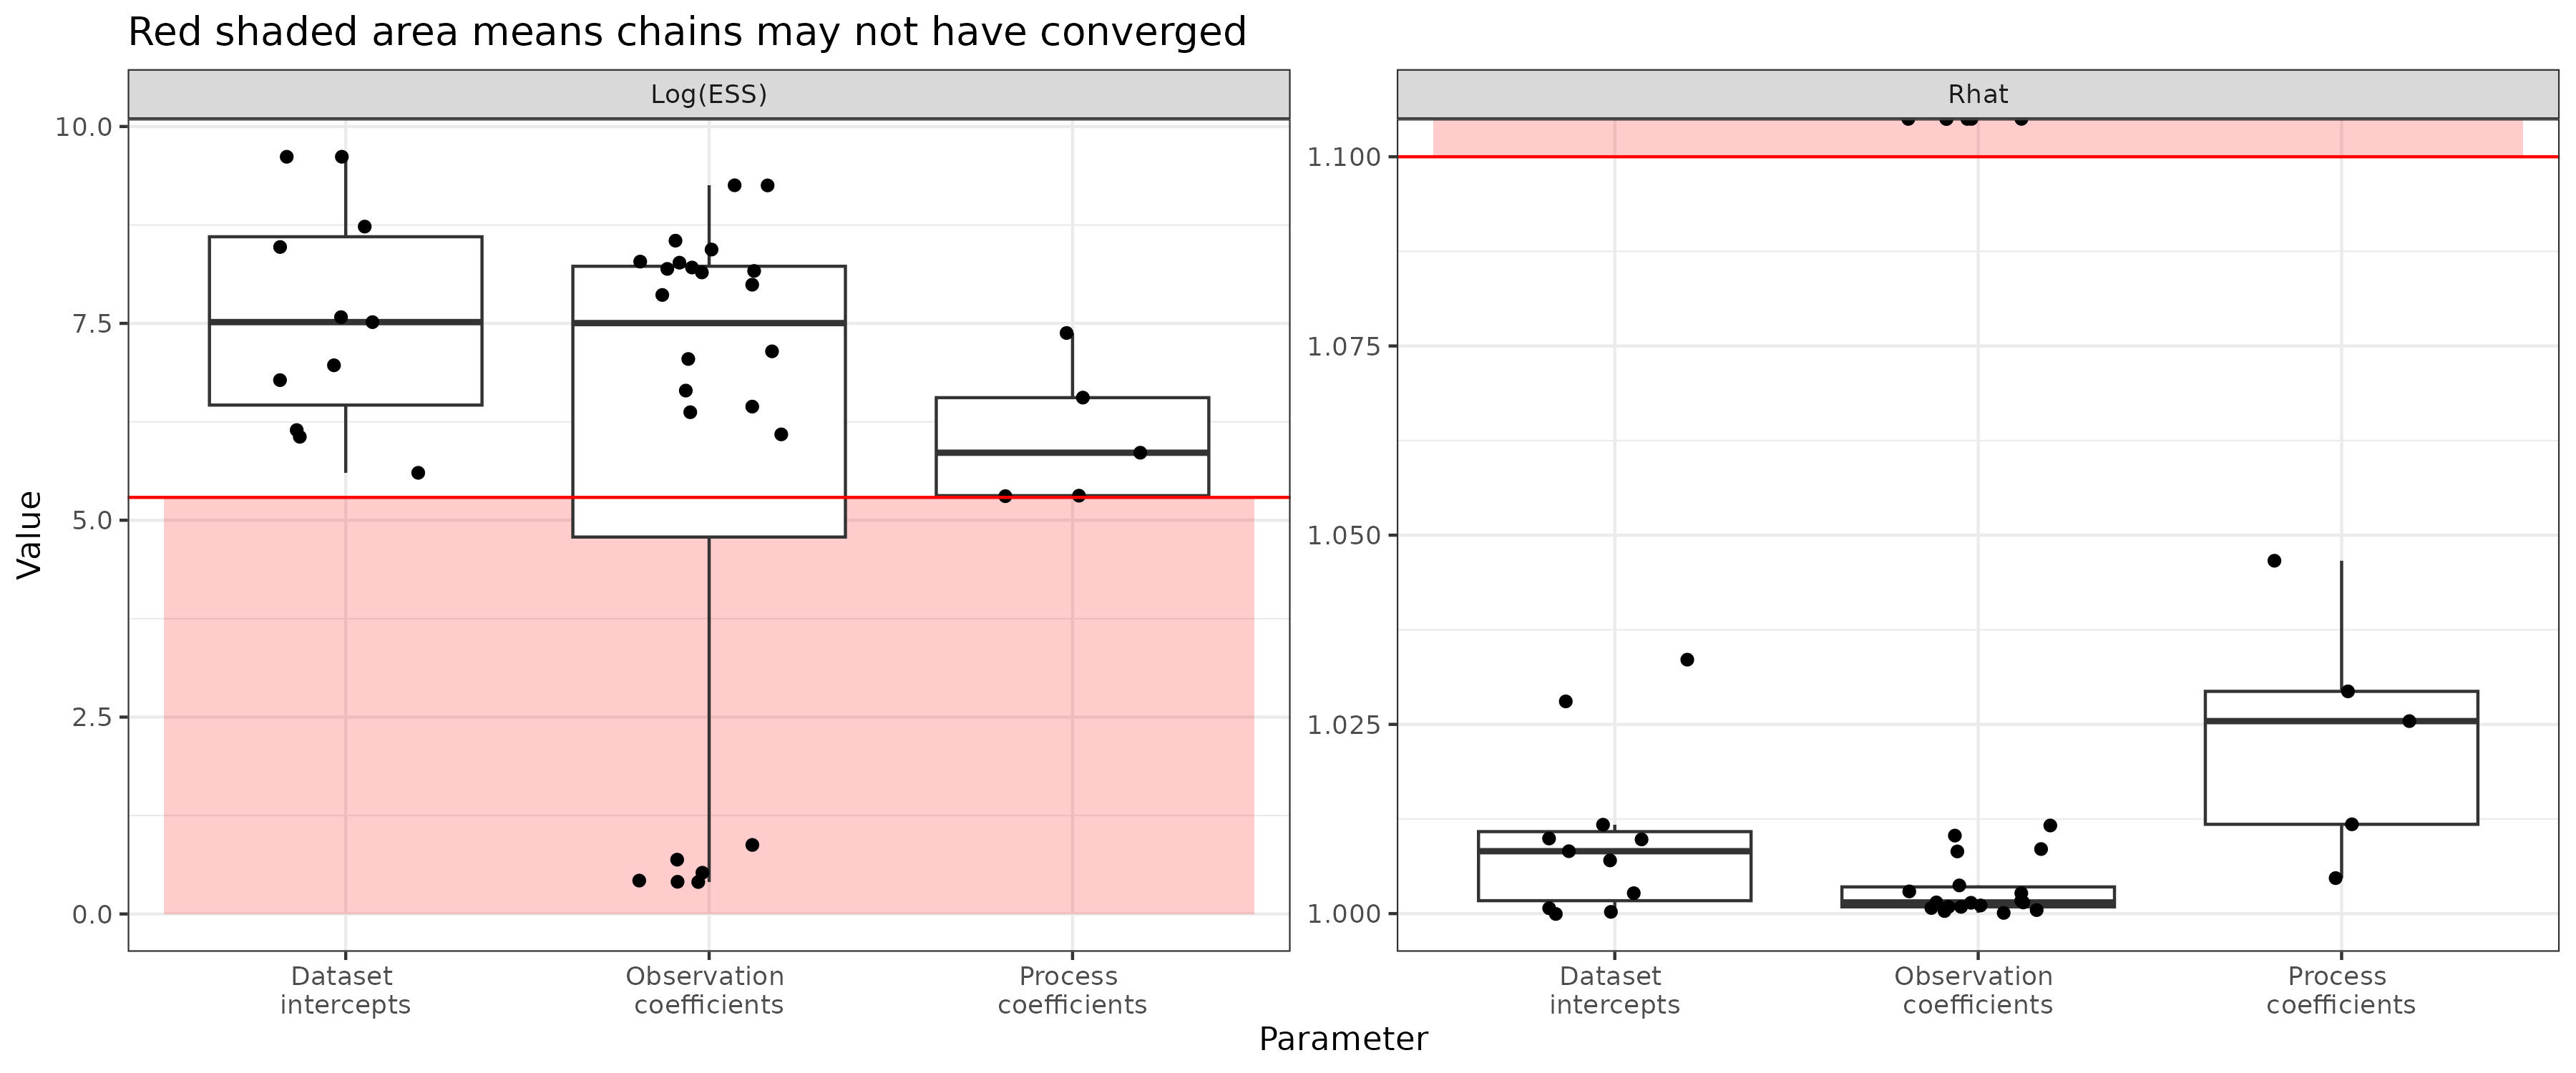 Red shaded area means chains may not have converged
Log(ESS)
Rhat
Value
10.0
7.5
5.0
2.5
0.0
1.100
1.075
1.050
1.025
1.000
Dataset
intercepts
Observation
coefficients
Process
coefficients
Dataset
intercepts
Observation
coefficients
Process
coefficients
Parameter